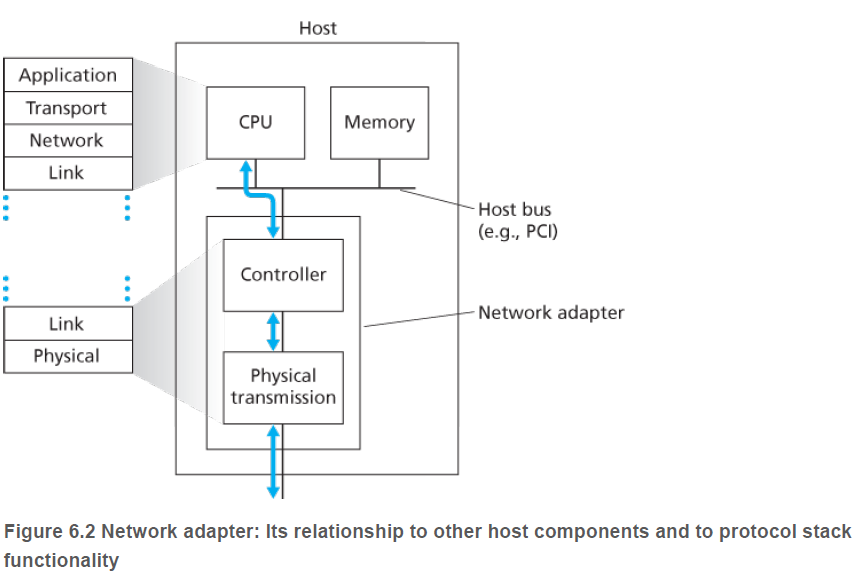 Host
Application
Transport
Network
Link
CPU
Memory
Host bus
(e.g., PCI)
Controller
Network adapter
Link
Physical
Physical
transmission
Figure 6.2 Network adapter: Its relationship to other host components and to protocol stack
functionality